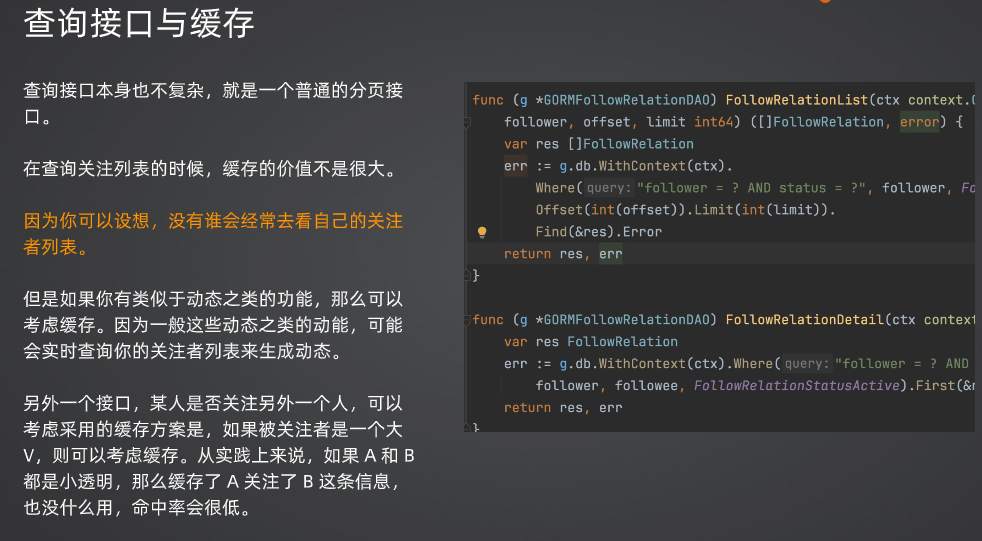 查询接口与缓存
查询接口本身也不复杂，就是一个普通的分页接
口。
在查询关注列表的时候，缓存的价值不是很大。
因为你可以设想，没有谁会经常去看自己的关注
者列表。
但是如果你有类似于动态之类的功能，那么可以
考虑缓存。因为一般这些动态之类的动能，可能
会实时查询你的关注者列表来生成动态。
另外一个接口，某人是否关注另外一个人，可以
考虑采用的缓存方案是，如果被关注者是一个大
V，则可以考虑缓存。从实践上来说，如果 A 和 B
都是小透明，那么缓存了 A 关注了 B 这条信息，
也没什么用，命中率会很低。
func (g *GORMFollowRelationDAO) FollowRelationList(ctx context.
follower, offset, limit int64) ([]FollowRelation, error) {
var res []FollowRelation
err := g.db.WithContext(ctx).
Where( query: "follower = ? AND status = ?", follower, Fo
Offset(int(offset)).Limit(int(limit)).
Find(&res).Error
return res, err
}
func (g *GORMFollowRelationDAO) FollowRelationDetail(ctx context
var res FollowRelation
err := g.db.WithContext(ctx).Where( query: "follower = ? AND
follower, followee, FollowRelationStatusActive).First(&r
return res, err
}